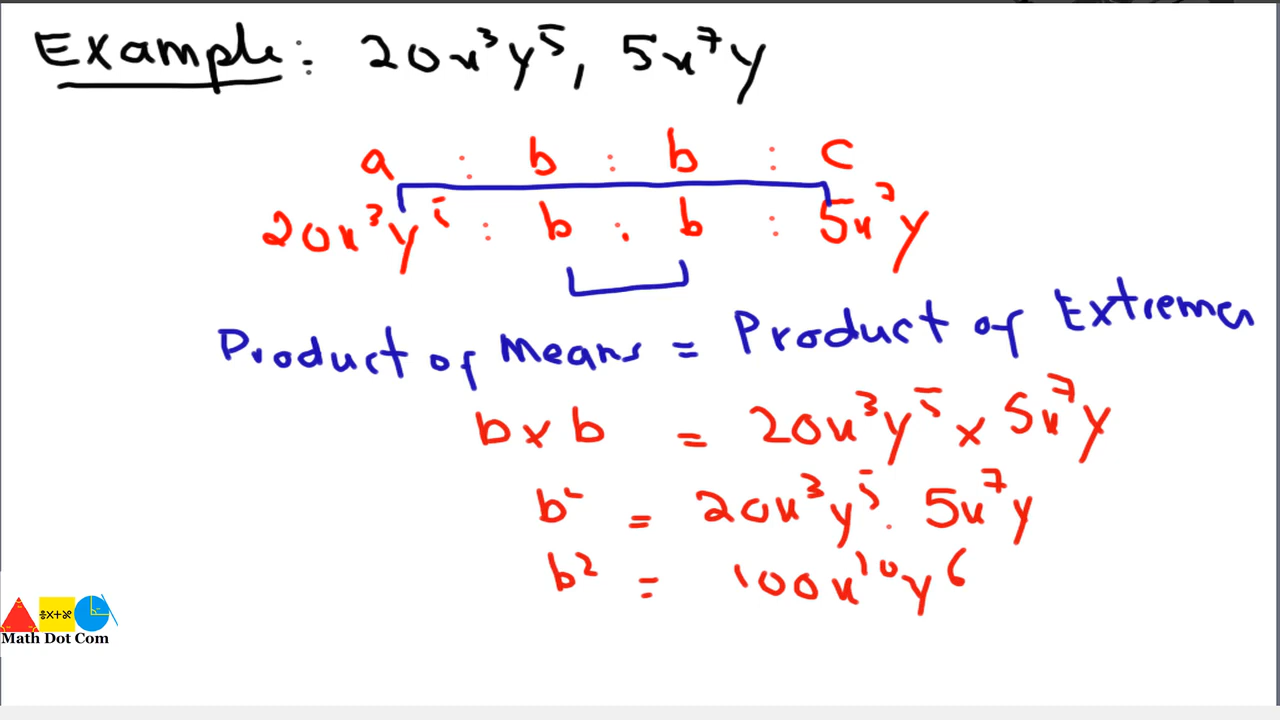 Example: 20x³y⁵, 5x⁷y
a : b : b : c
20x³y⁵ : b : b : 5x⁷y
Product of Means = Product of Extremes
b × b = 20x³y⁵ × 5x⁷y
b² = 20x³y⁵ . 5x⁷y
b² = 100x¹⁰y⁶
Math Dot Com